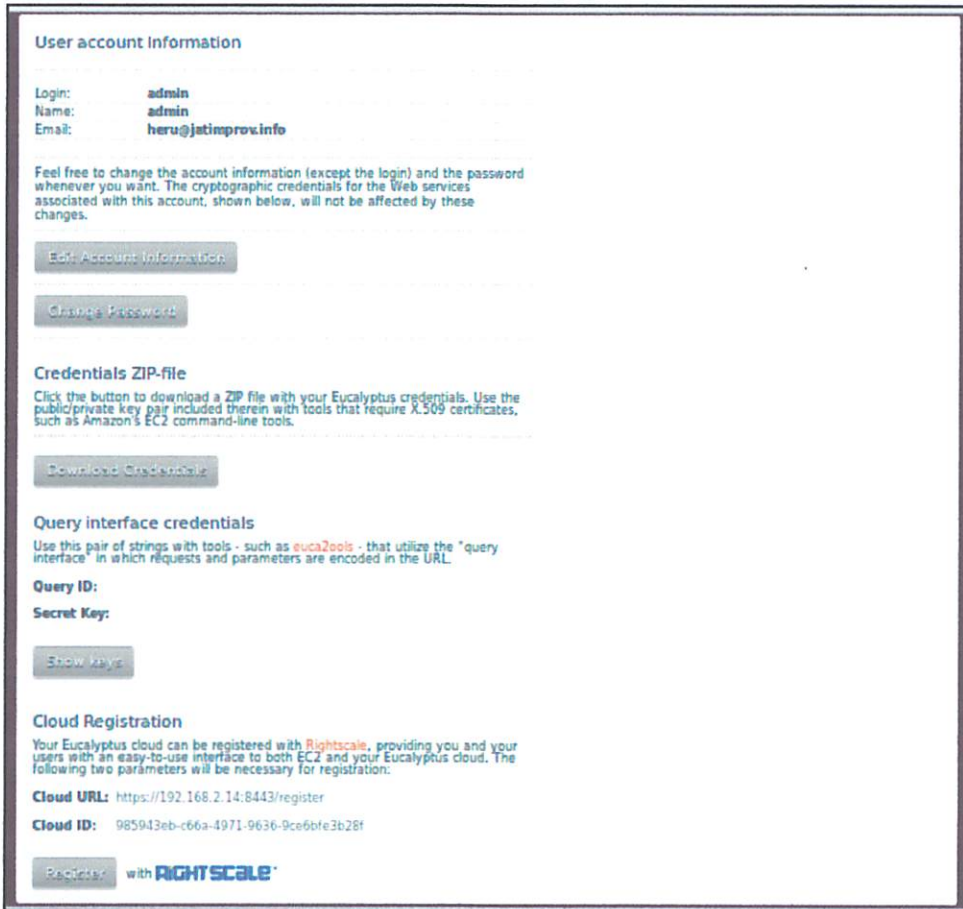 User account Information
Login: admin
Name: admin
Email: heru@jatimprov.info
Feel free to change the account information (except the login) and the password
whenever you want. The cryptographic credentials for the Web services
associated with this account, shown below, will not be affected by these
changes.
Edit Account Information
Change Password
Credentials ZIP-file
Click the button to download a ZIP file with your Eucalyptus credentials. Use the
public/private key pair included therein with tools that require X.509 certificates,
such as Amazon's EC2 command-line tools.
Download Credentials
Query interface credentials
Use this pair of strings with tools - such as euca2ools - that utilize the "query
interface" in which requests and parameters are encoded in the URL.
Query ID:
Secret Key:
Show keys
Cloud Registration
Your Eucalyptus cloud can be registered with Rightscale, providing you and your
users with an easy-to-use interface to both EC2 and your Eucalyptus cloud. The
following two parameters will be necessary for registration:
Cloud URL: https://192.168.2.14:8443/register
Cloud ID: 985943eb-c66a-4971-9636-9ce6bfe3b28f
Register with RIGHTSCALE